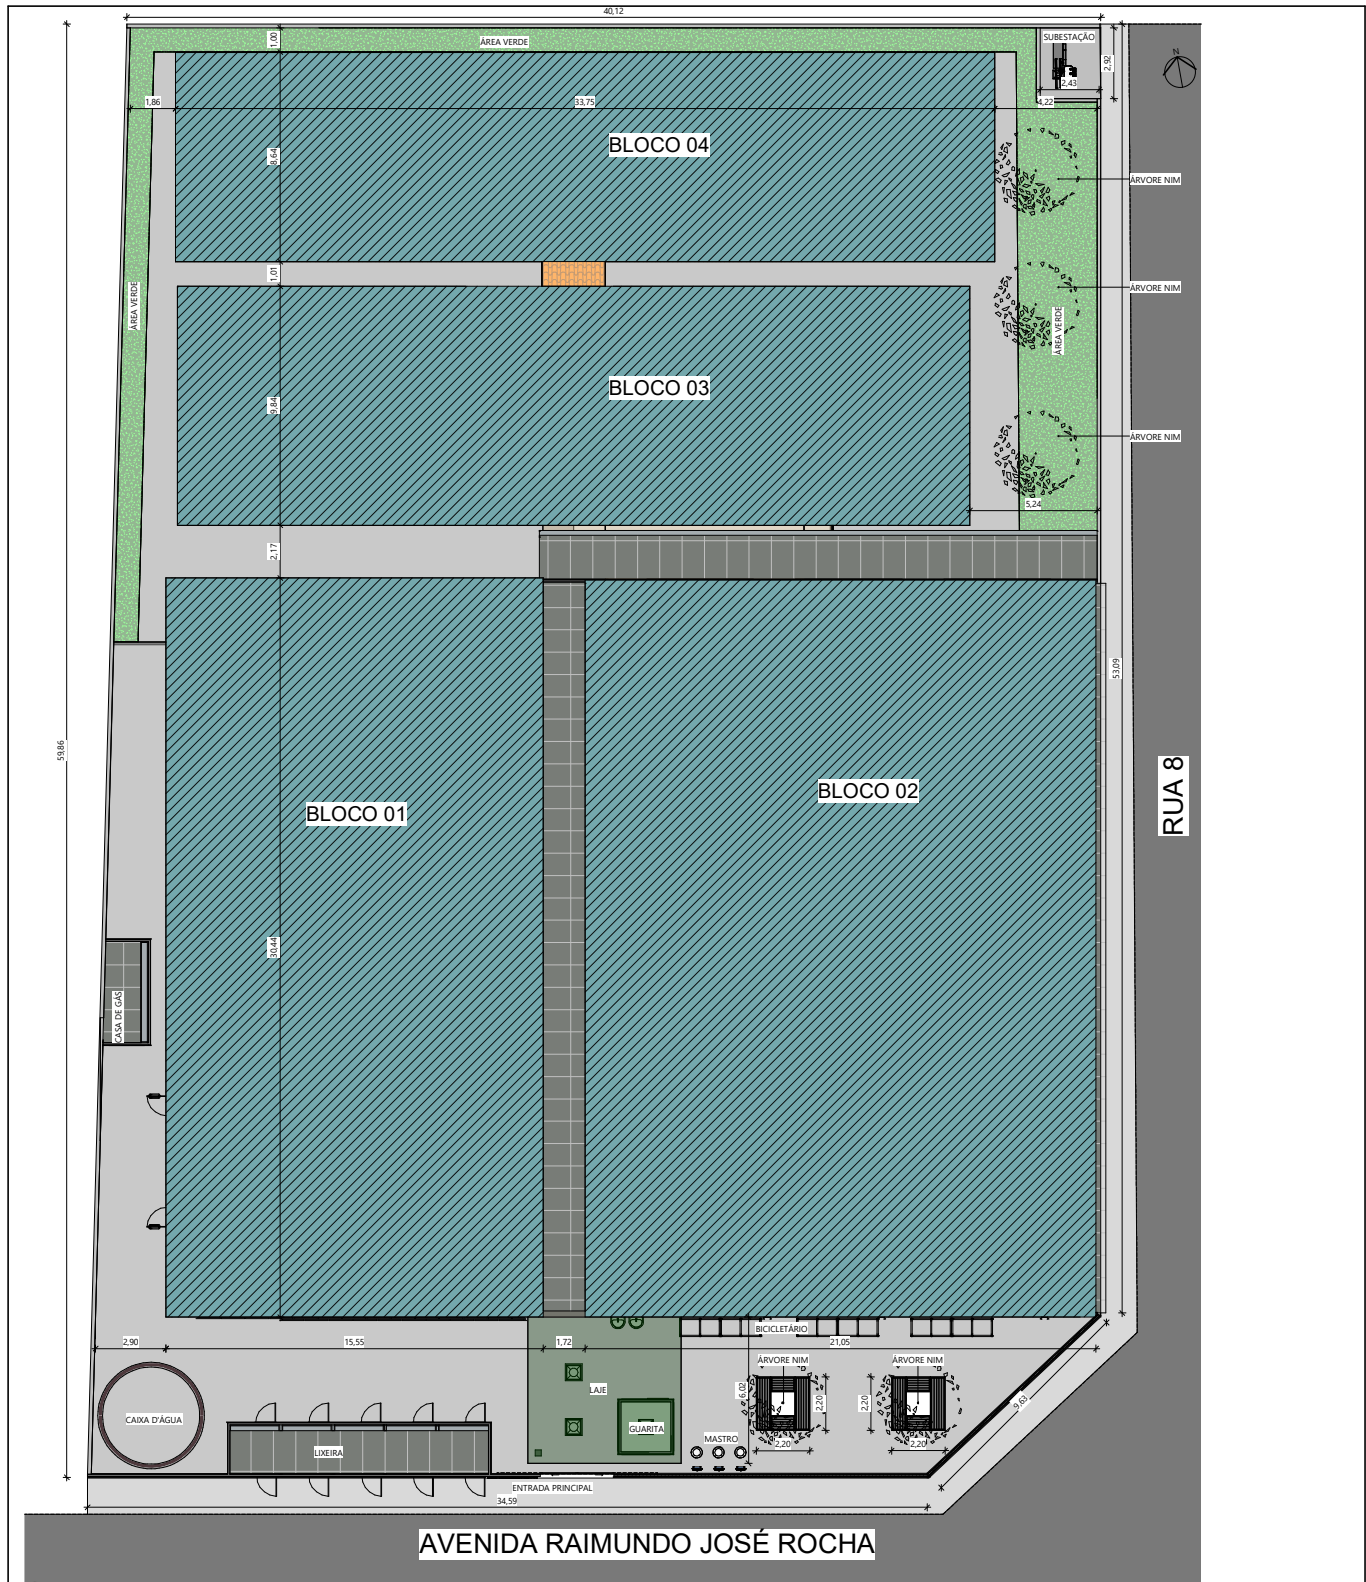 40,12
1,00
ÁREA VERDE
SUBESTAÇÃO
N
2,92
2,43
1,86
33,75
4,22
BLOCO 04
8,64
ÁRVORE NIM
1,01
ÁREA VERDE
ÁRVORE NIM
ÁREA VERDE
BLOCO 03
9,84
ÁRVORE NIM
5,24
2,17
53,09
59,86
RUA 8
BLOCO 02
BLOCO 01
30,44
CASA DE GÁS
BICICLETÁRIO
2,90
15,55
1,72
21,05
ÁRVORE NIM
ÁRVORE NIM
6,02
2,20
2,20
LAJE
9,63
CAIXA D'ÁGUA
GUARITA
MASTRO
2,20
2,20
LIXEIRA
ENTRADA PRINCIPAL
34,59
AVENIDA RAIMUNDO JOSÉ ROCHA